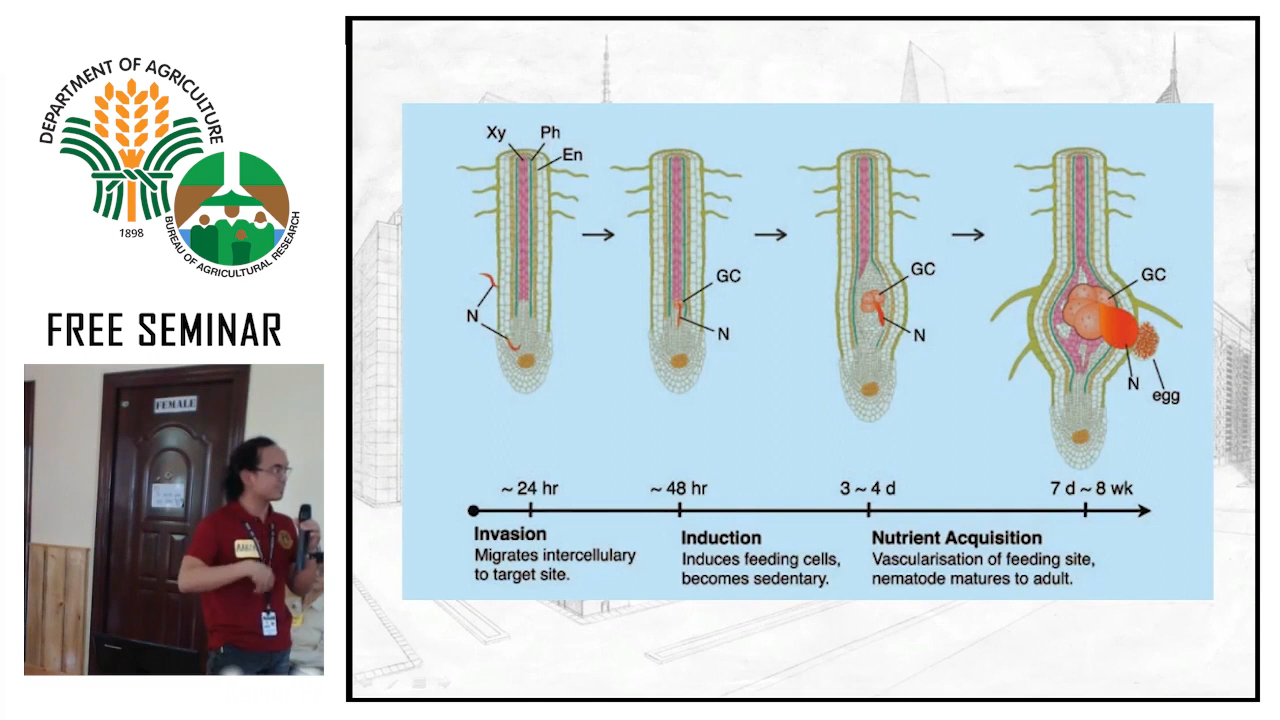 DEPARTMENT OF AGRICULTURE
1898
BUREAU OF AGRICULTURAL RESEARCH
FREE SEMINAR
FEMALE
Xy
Ph
En
N
GC
N
GC
N
GC
N
egg
~ 24 hr
~ 48 hr
3 ~ 4 d
7 d ~ 8 wk
Invasion
Migrates intercellulary
to target site.
Induction
Induces feeding cells,
becomes sedentary.
Nutrient Acquisition
Vascularisation of feeding site,
nematode matures to adult.